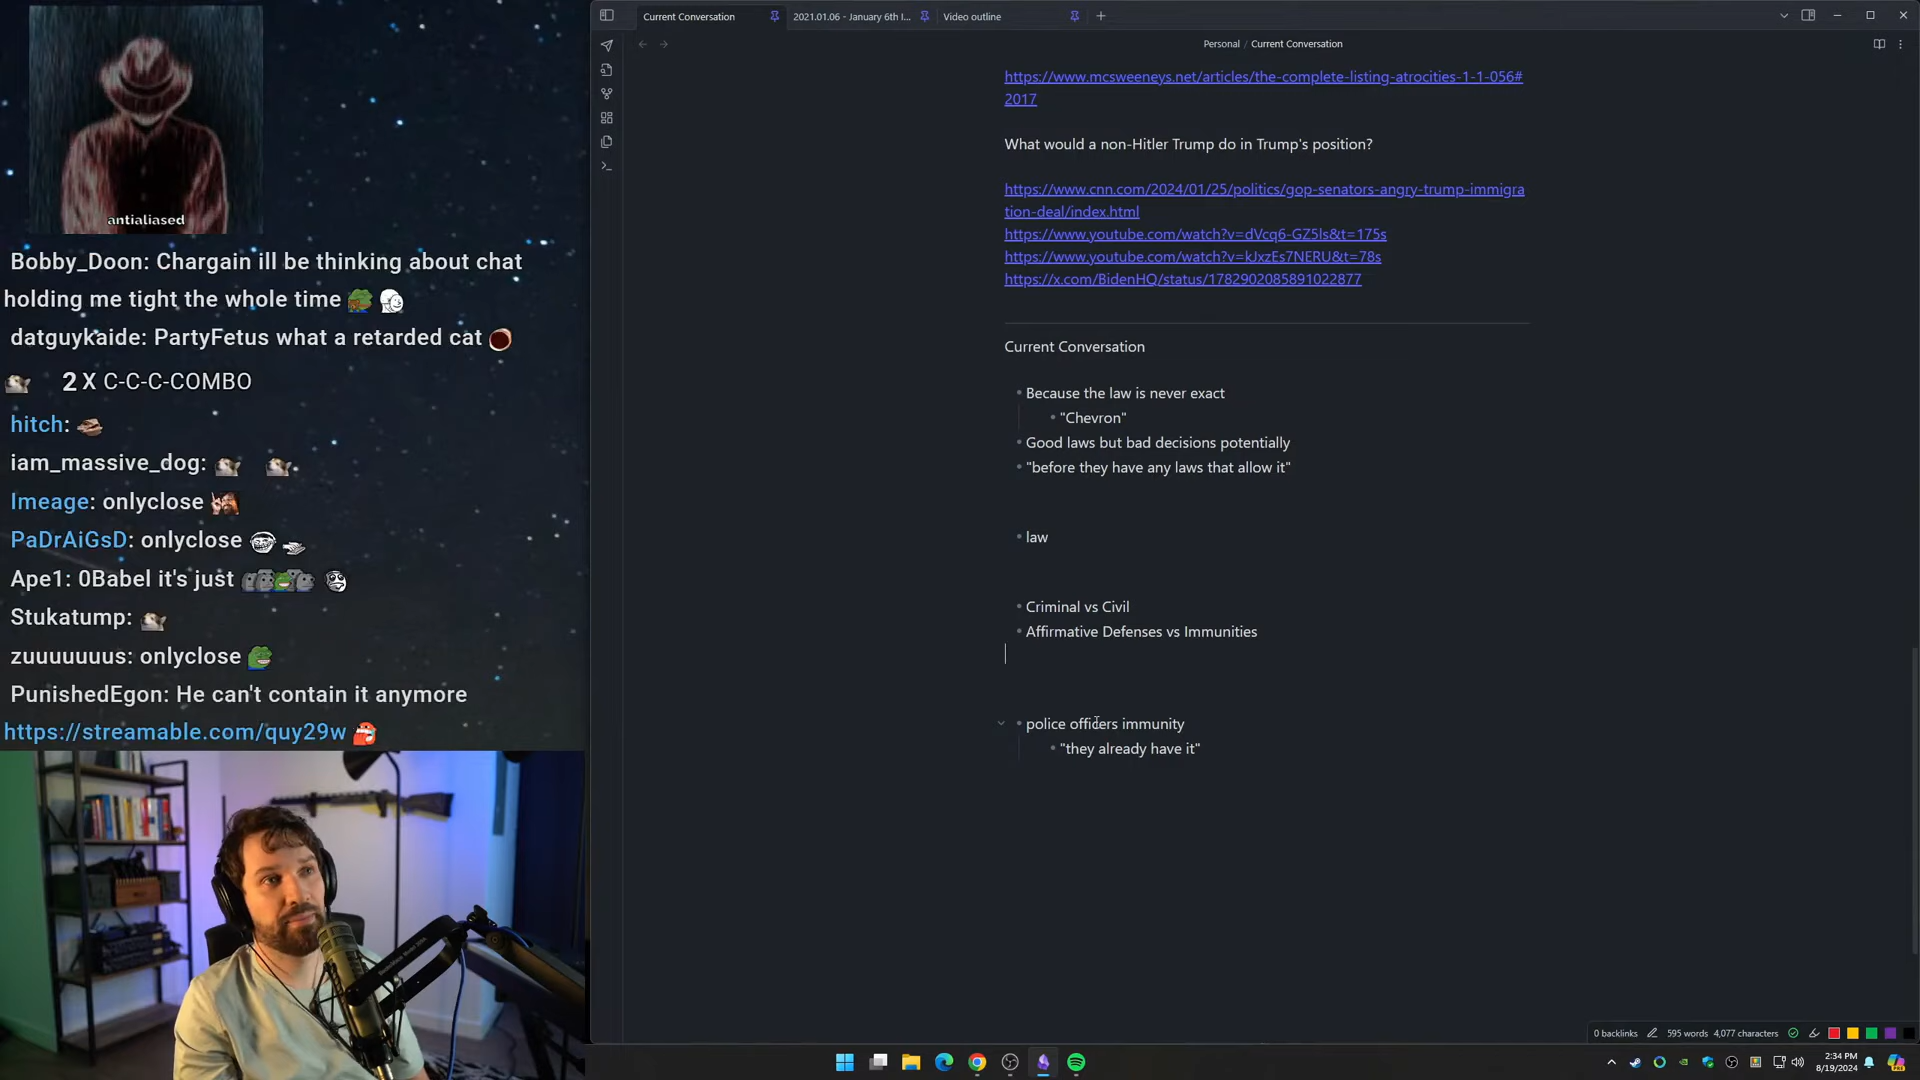 antialiased
Bobby_Doon: Chargain ill be thinking about chat
holding me tight the whole time
datguykaide: PartyFetus what a retarded cat
2 X C-C-C-COMBO
hitch:
iam_massive_dog:
Imeage: onlyclose
PaDrAiGsD: onlyclose
Ape1: 0Babel it's just
Stukatump:
zuuuuuuus: onlyclose
PunishedEgon: He can't contain it anymore
https://streamable.com/quy29w
Current Conversation
2021.01.06 - January 6th I...
Video outline
Personal / Current Conversation
https://www.mcsweeneys.net/articles/the-complete-listing-atrocities-1-1-056#
2017
What would a non-Hitler Trump do in Trump's position?
https://www.cnn.com/2024/01/25/politics/gop-senators-angry-trump-immigra
tion-deal/index.html
https://www.youtube.com/watch?v=dVcq6-GZ5ls&t=175s
https://www.youtube.com/watch?v=kJxzEs7NERU&t=78s
https://x.com/BidenHQ/status/1782902085891022877
Current Conversation
Because the law is never exact
"Chevron"
Good laws but bad decisions potentially
"before they have any laws that allow it"
law
Criminal vs Civil
Affirmative Defenses vs Immunities
police officers immunity
"they already have it"
0 backlinks
595 words 4,077 characters
2:34 PM
8/19/2024